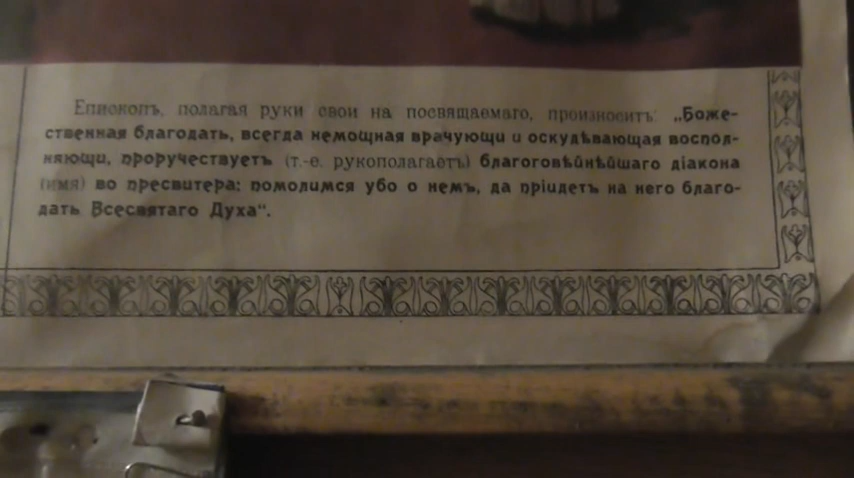 Епископъ, полагая руки свои на посвящаемаго, произноситъ: „Боже-
ственная благодать, всегда немощная врачующи и оскудѣвающая воспол-
няющи, проручествуетъ (т.-е. рукополагаетъ) благоговѣйнѣйшаго діакона
(имя) во пресвитера: помолимся убо о немъ, да пріидетъ на него благо-
дать Всесвятаго Духа“.